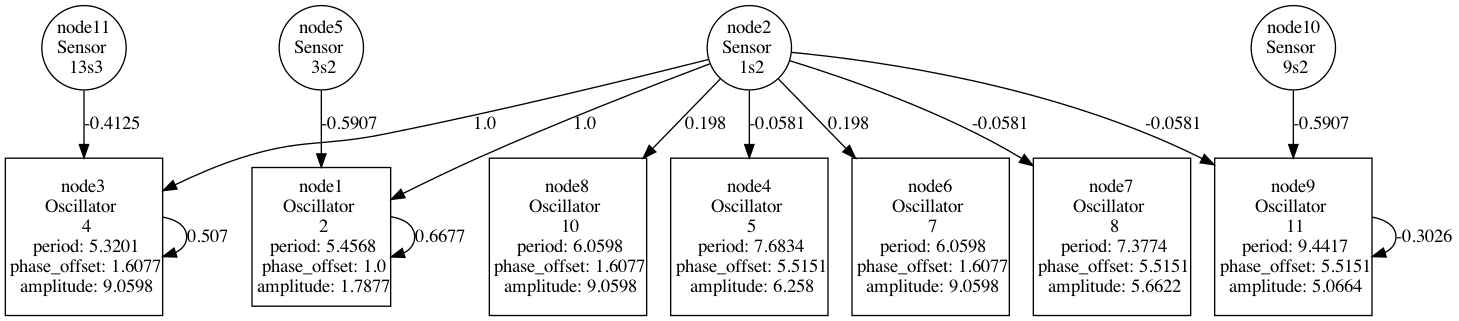 node11
Sensor
13s3
node5
Sensor
3s2
node2
Sensor
1s2
node10
Sensor
9s2
-0.4125
-0.5907
1.0
1.0
0.198
-0.0581
0.198
-0.0581
-0.0581
-0.5907
node3
Oscillator
4
period: 5.3201
phase_offset: 1.6077
amplitude: 9.0598
0.507
node1
Oscillator
2
period: 5.4568
phase_offset: 1.0
amplitude: 1.7877
0.6677
node8
Oscillator
10
period: 6.0598
phase_offset: 1.6077
amplitude: 9.0598
node4
Oscillator
5
period: 7.6834
phase_offset: 5.5151
amplitude: 6.258
node6
Oscillator
7
period: 6.0598
phase_offset: 1.6077
amplitude: 9.0598
node7
Oscillator
8
period: 7.3774
phase_offset: 5.5151
amplitude: 5.6622
node9
Oscillator
11
period: 9.4417
phase_offset: 5.5151
amplitude: 5.0664
-0.3026